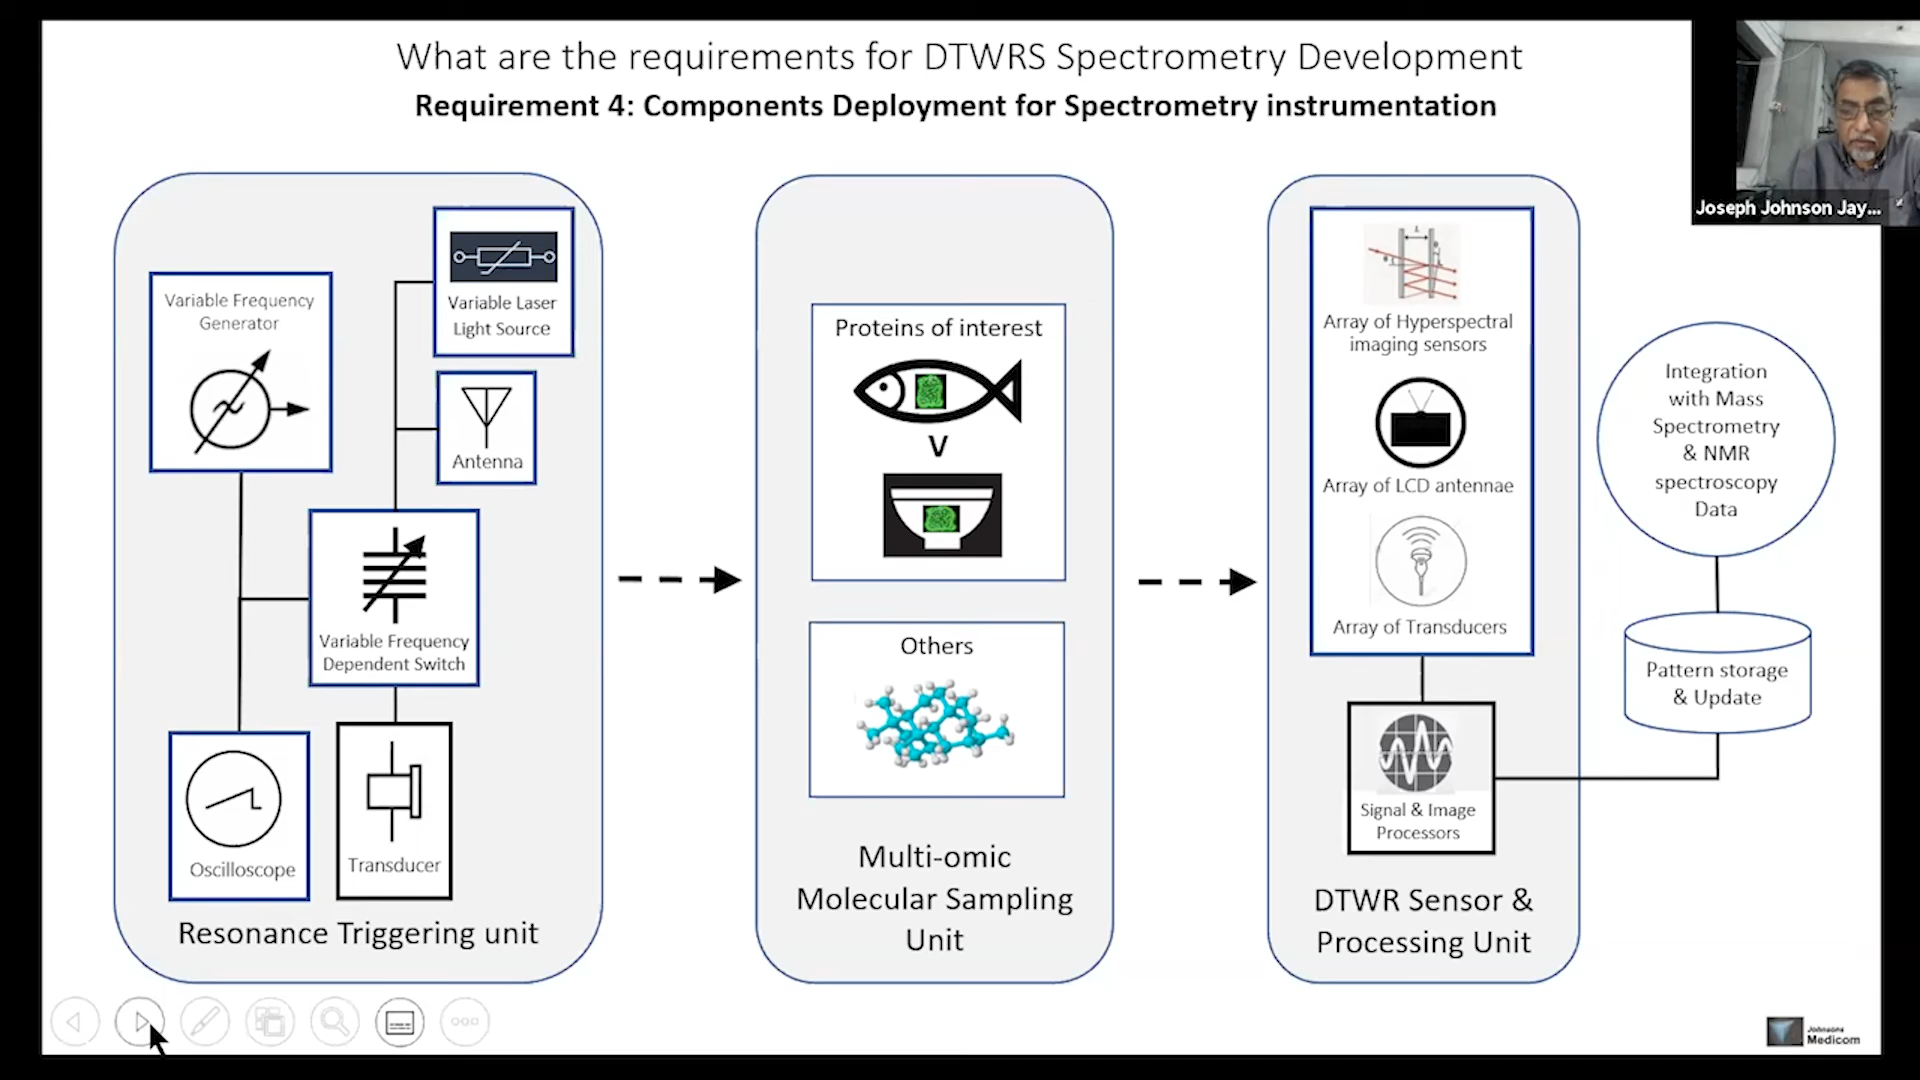 What are the requirements for DTWRS Spectrometry Development
Requirement 4: Components Deployment for Spectrometry instrumentation
Joseph Johnson Jay...
Variable Frequency
Generator
Variable Laser
Light Source
Antenna
Variable Frequency
Dependent Switch
Oscilloscope
Transducer
Resonance Triggering unit
Proteins of interest
V
Others
Multi-omic
Molecular Sampling
Unit
Array of Hyperspectral
imaging sensors
Array of LCD antennae
Array of Transducers
Signal & Image
Processors
DTWR Sensor &
Processing Unit
Integration
with Mass
Spectrometry
& NMR
spectroscopy
Data
Pattern storage
& Update
Johnsons
Medicom